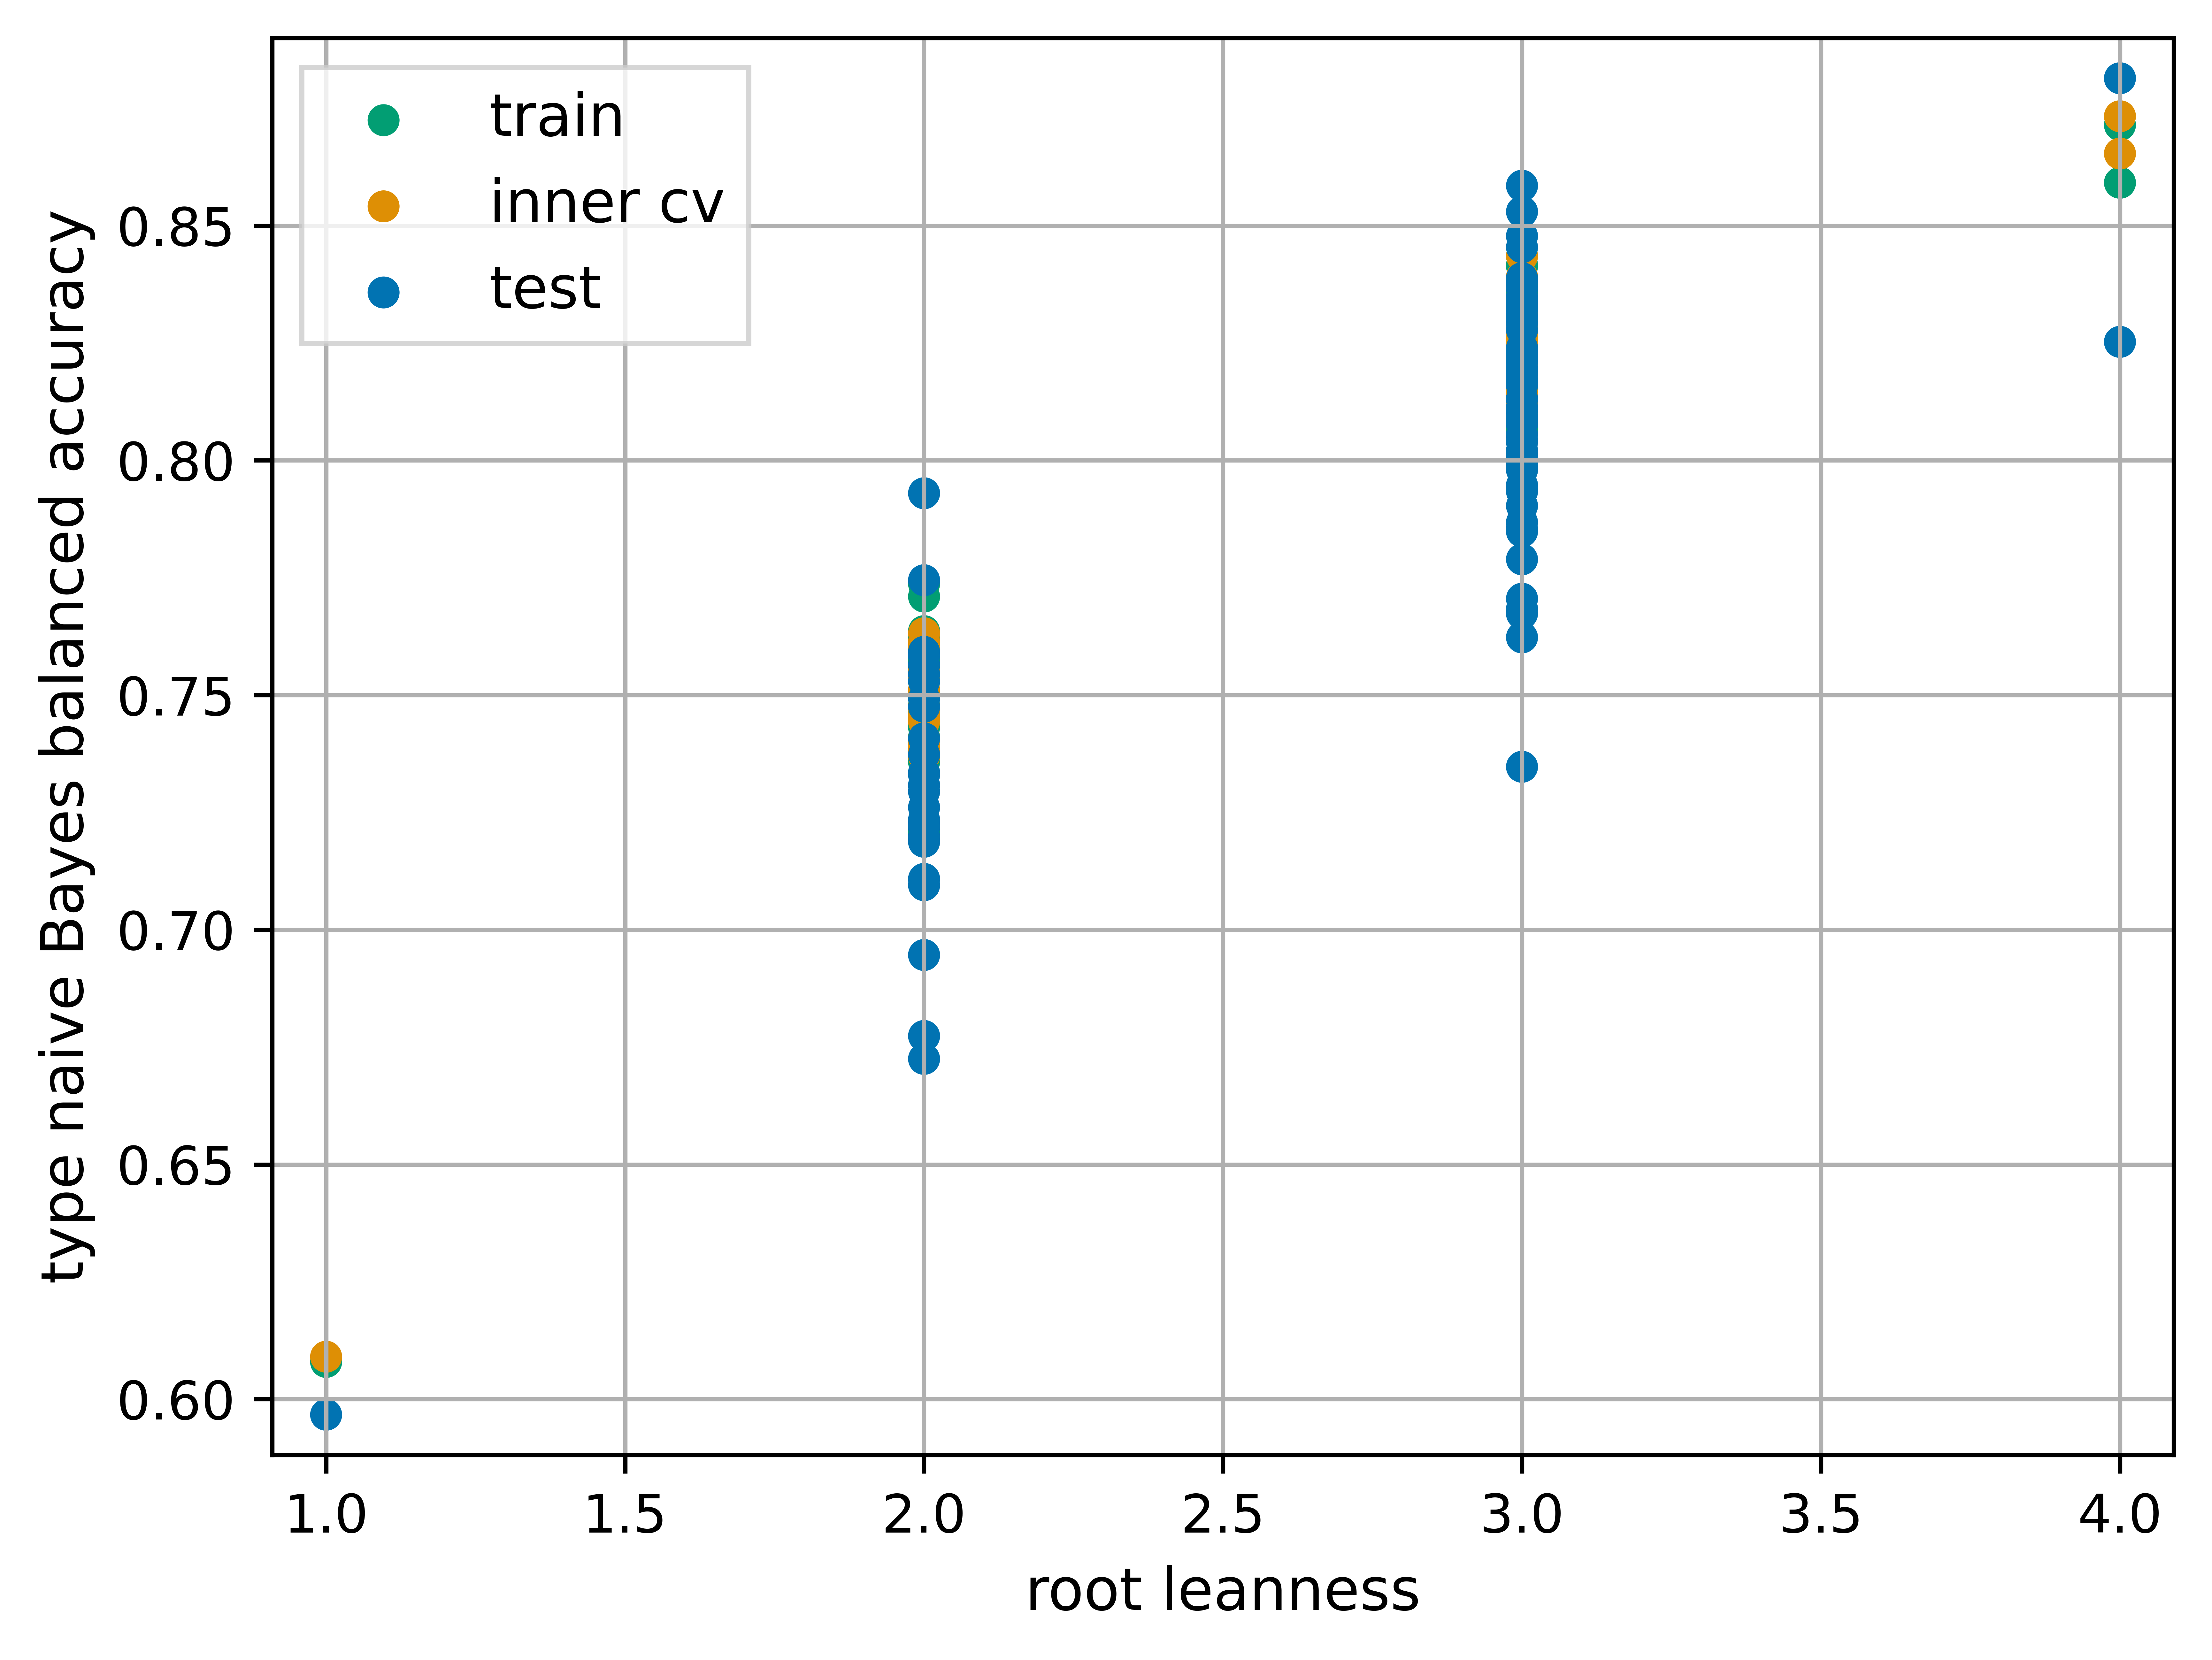 train
inner cv
test
type naive Bayes balanced accuracy
0.85
0.80
0.75
0.70
0.65
0.60
1.0 1.5 2.0 2.5 3.0 3.5 4.0
root leanness